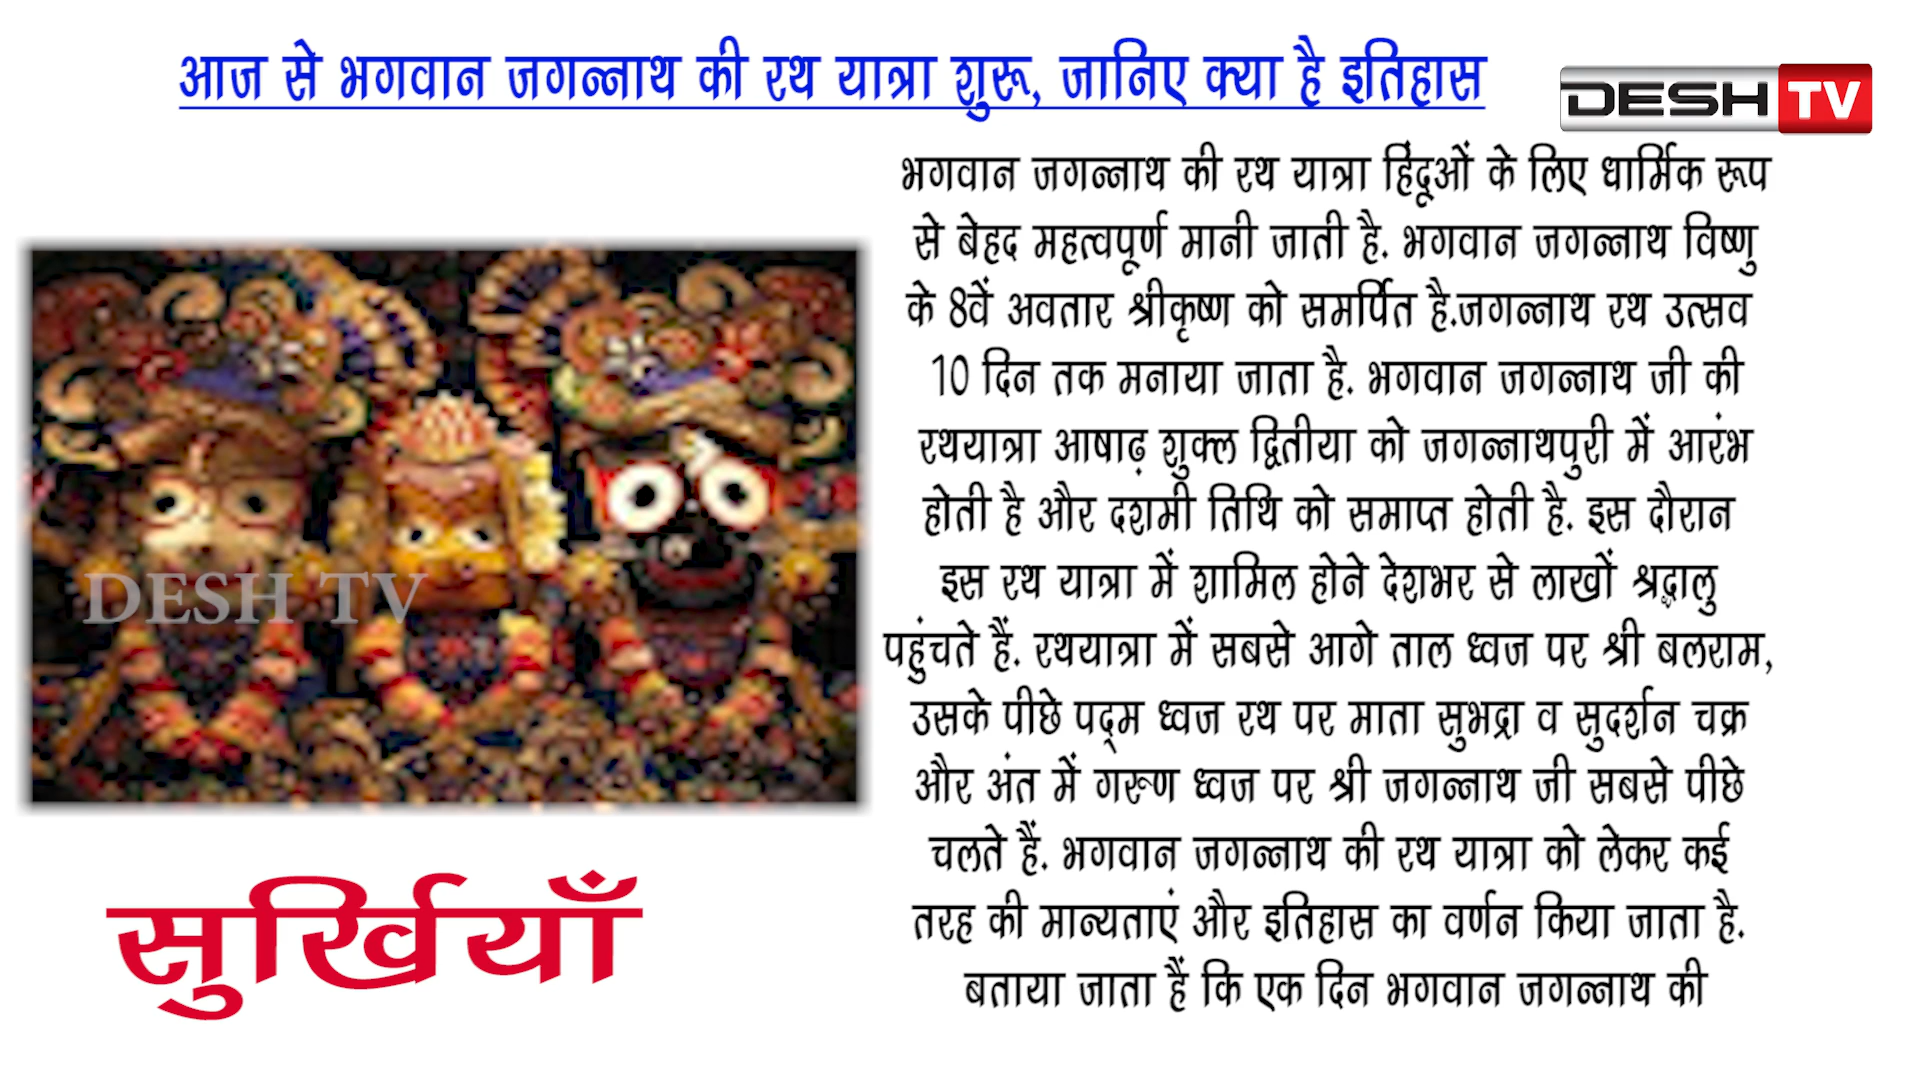 आज से भगवान जगन्नाथ की रथ यात्रा शुरू, जानिए क्या है इतिहास
DESH TV
भगवान जगन्नाथ की रथ यात्रा हिंदूओं के लिए धार्मिक रूप
से बेहद महत्वपूर्ण मानी जाती है. भगवान जगन्नाथ विष्णु
के 8वें अवतार श्रीकृष्ण को समर्पित है.जगन्नाथ रथ उत्सव
10 दिन तक मनाया जाता है. भगवान जगन्नाथ जी की
रथयात्रा आषाढ़ शुक्ल द्वितीया को जगन्नाथपुरी में आरंभ
होती है और दशमी तिथि को समाप्त होती है. इस दौरान
इस रथ यात्रा में शामिल होने देशभर से लाखों श्रद्धालु
पहुंचते हैं. रथयात्रा में सबसे आगे ताल ध्वज पर श्री बलराम,
उसके पीछे पद्म ध्वज रथ पर माता सुभद्रा व सुदर्शन चक्र
और अंत में गरूण ध्वज पर श्री जगन्नाथ जी सबसे पीछे
चलते हैं. भगवान जगन्नाथ की रथ यात्रा को लेकर कई
तरह की मान्यताएं और इतिहास का वर्णन किया जाता है.
बताया जाता हैं कि एक दिन भगवान जगन्नाथ की
DESH TV
सुर्खियाँ